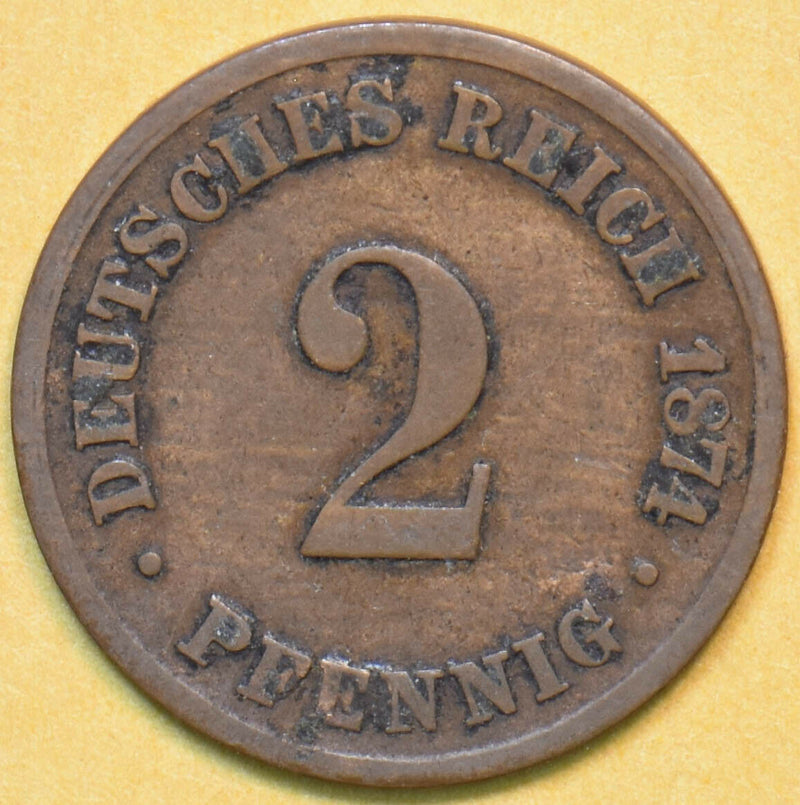 DEUTSCHES REICH 1874
2
PFENNIG